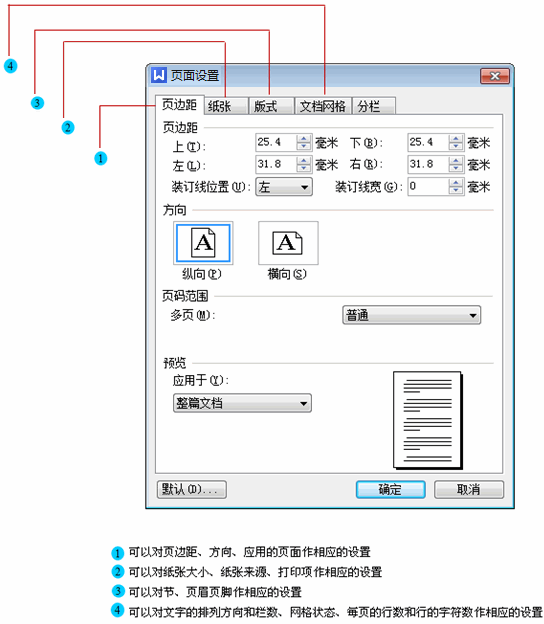 4
3
2
1
W 页面设置
页边距 纸张 版式 文档网格 分栏
页边距
上(T): 25.4 毫米 下(B): 25.4 毫米
左(L): 31.8 毫米 右(R): 31.8 毫米
装订线位置(U): 左 装订线宽(G): 0 毫米
方向
A A
纵向(P) 横向(S)
页码范围
多页(M): 普通
预览
应用于(Y):
整篇文档
默认(D)... 确定 取消
1 可以对页边距、方向、应用的页面作相应的设置
2 可以对纸张大小、纸张来源、打印项作相应的设置
3 可以对节、页眉页脚作相应的设置
4 可以对文字的排列方向和栏数、网格状态、每页的行数和行的字符数作相应的设置